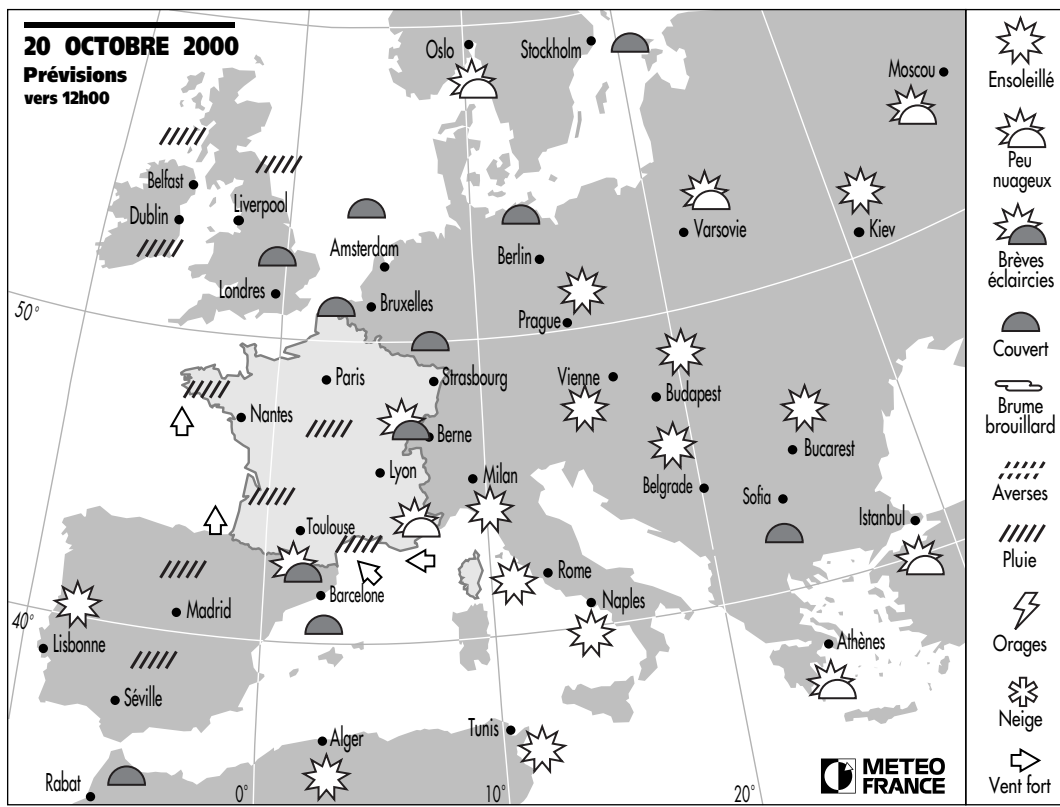 20 OCTOBRE 2000
Prévisions
vers 12h00
Oslo
Stockholm
Moscou
Belfast
Dublin
Liverpool
Varsovie
Kiev
Amsterdam
Berlin
Londres
Bruxelles
50°
Prague
Paris
Strasbourg
Vienne
Budapest
Nantes
Berne
Bucarest
Lyon
Milan
Belgrade
Sofia
Istanbul
Toulouse
Rome
Barcelone
Naples
Madrid
40°
Lisbonne
Athènes
Séville
Tunis
Alger
Rabat
0°
10°
20°
METEO
FRANCE
Ensoleillé
Peu
nuageux
Brèves
éclaircies
Couvert
Brume
brouillard
Averses
Pluie
Orages
Neige
Vent fort